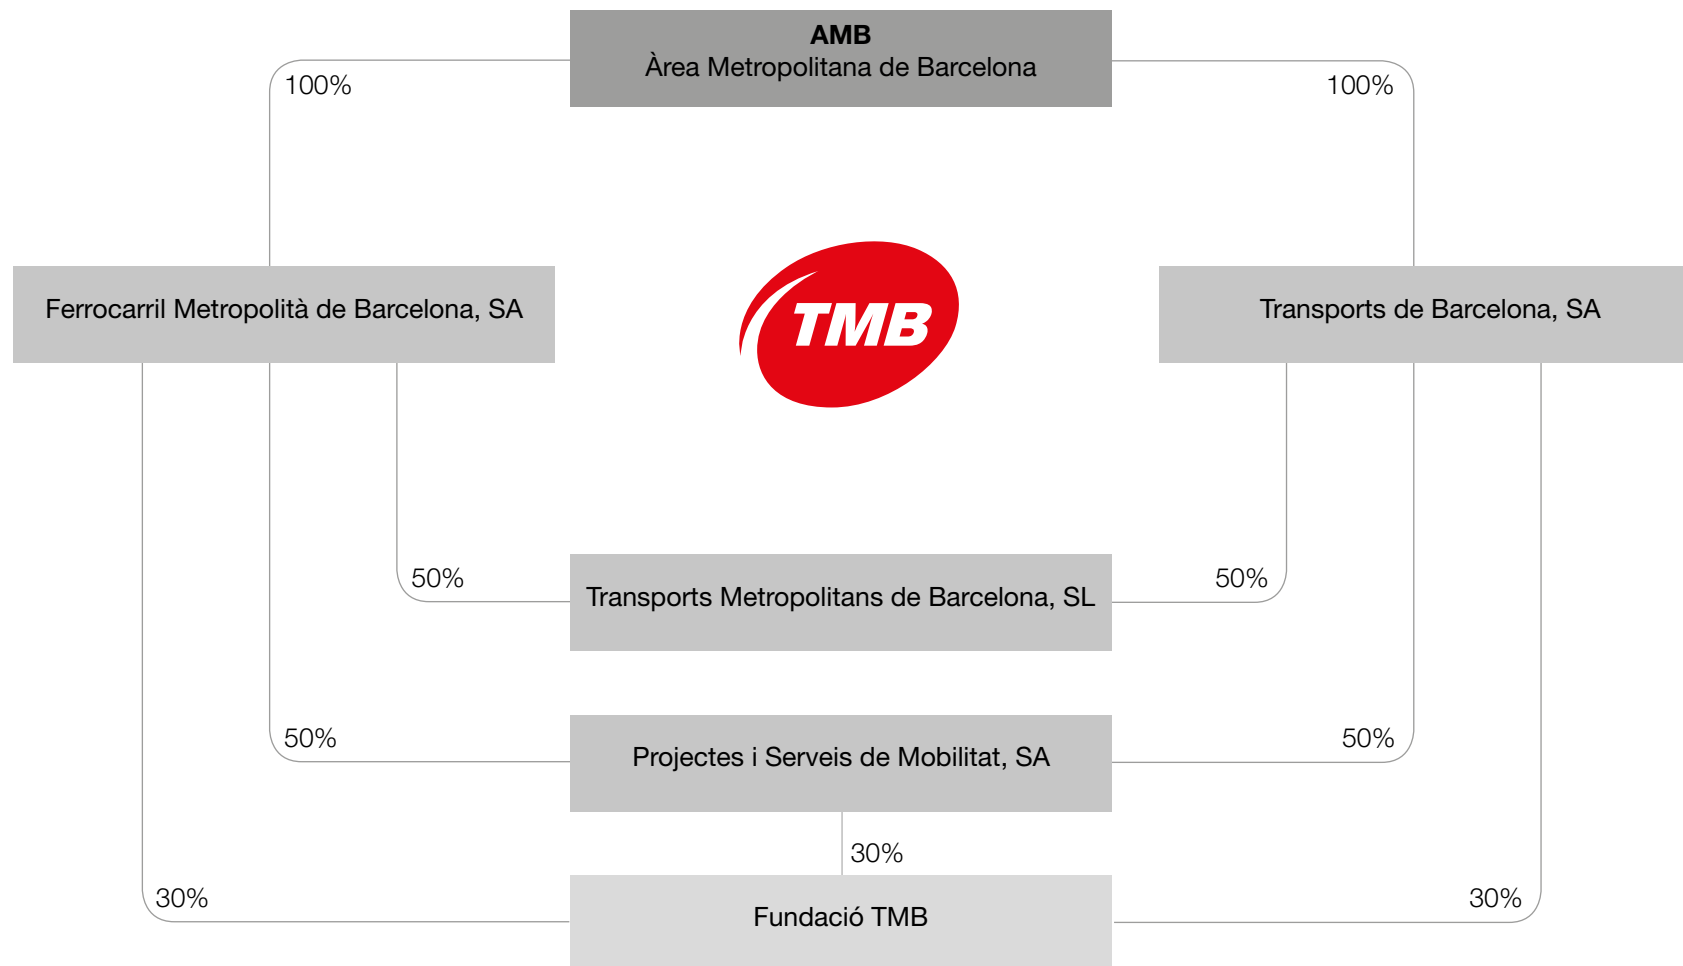 AMB
Àrea Metropolitana de Barcelona
100%
100%
Ferrocarril Metropolità de Barcelona, SA
TMB
Transports de Barcelona, SA
50%
Transports Metropolitans de Barcelona, SL
50%
50%
Projectes i Serveis de Mobilitat, SA
50%
30%
30%
Fundació TMB
30%